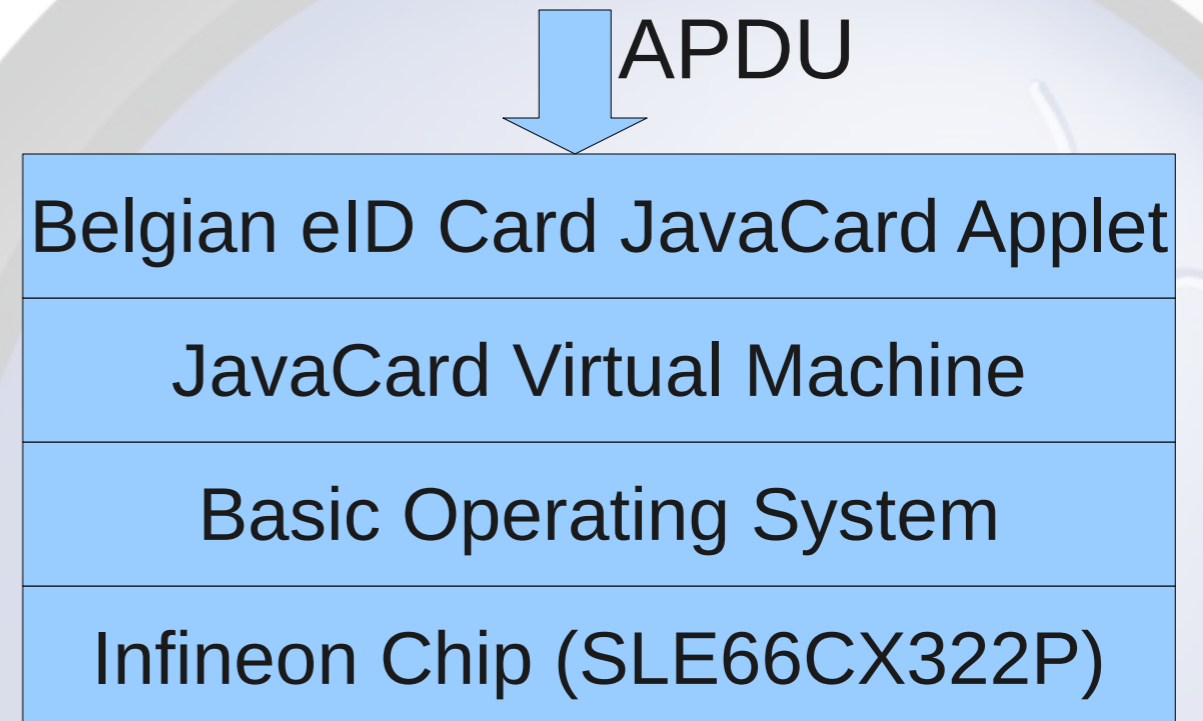 APDU
Belgian eID Card JavaCard Applet
JavaCard Virtual Machine
Basic Operating System
Infineon Chip (SLE66CX322P)